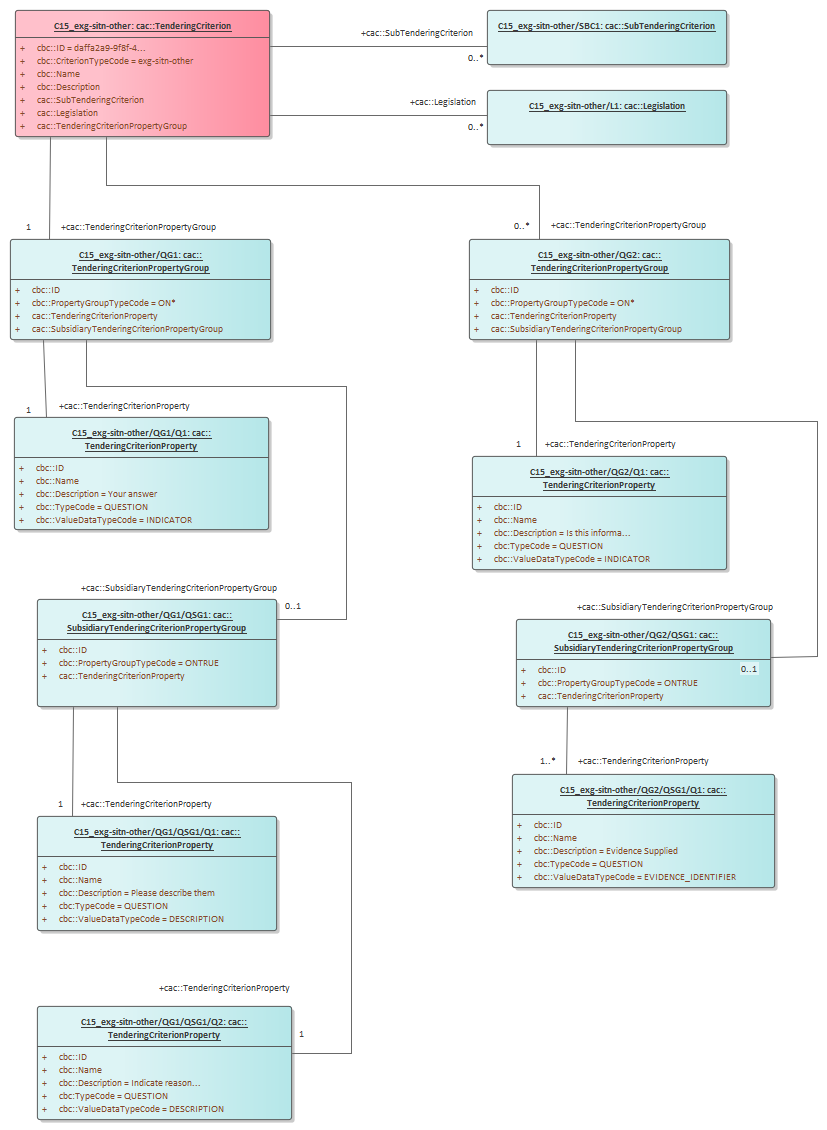 C15_exg-sitn-other: cac::TenderingCriterion
+ cbc::ID = daffa2a9-9f8f-4...
+ cbc::CriterionTypeCode = exg-sitn-other
+ cbc::Name
+ cbc::Description
+ cac::SubTenderingCriterion
+ cac::Legislation
+ cac::TenderingCriterionPropertyGroup
+cac::SubTenderingCriterion
0..*
C15_exg-sitn-other/SBC1: cac::SubTenderingCriterion
+cac::Legislation
0..*
C15_exg-sitn-other/L1: cac::Legislation
1
+cac::TenderingCriterionPropertyGroup
C15_exg-sitn-other/QG1: cac::
TenderingCriterionPropertyGroup
+ cbc::ID
+ cbc::PropertyGroupTypeCode = ON*
+ cac::TenderingCriterionProperty
+ cac::SubsidiaryTenderingCriterionPropertyGroup
0..*
+cac::TenderingCriterionPropertyGroup
C15_exg-sitn-other/QG2: cac::
TenderingCriterionPropertyGroup
+ cbc::ID
+ cbc::PropertyGroupTypeCode = ON*
+ cac::TenderingCriterionProperty
+ cac::SubsidiaryTenderingCriterionPropertyGroup
1
+cac::TenderingCriterionProperty
C15_exg-sitn-other/QG1/Q1: cac::
TenderingCriterionProperty
+ cbc::ID
+ cbc::Name
+ cbc::Description = Your answer
+ cbc::TypeCode = QUESTION
+ cbc::ValueDataTypeCode = INDICATOR
1
+cac::TenderingCriterionProperty
C15_exg-sitn-other/QG2/Q1: cac::
TenderingCriterionProperty
+ cbc::ID
+ cbc::Name
+ cbc::Description = Is this informa...
+ cbc:TypeCode = QUESTION
+ cbc::ValueDataTypeCode = INDICATOR
+cac::SubsidiaryTenderingCriterionPropertyGroup
0..1
C15_exg-sitn-other/QG1/QSG1: cac::
SubsidiaryTenderingCriterionPropertyGroup
+ cbc::ID
+ cbc::PropertyGroupTypeCode = ONTRUE
+ cac::TenderingCriterionProperty
+cac::SubsidiaryTenderingCriterionPropertyGroup
C15_exg-sitn-other/QG2/QSG1: cac::
SubsidiaryTenderingCriterionPropertyGroup
0..1
+ cbc::ID
+ cbc::PropertyGroupTypeCode = ONTRUE
+ cac::TenderingCriterionProperty
1..*
+cac::TenderingCriterionProperty
C15_exg-sitn-other/QG2/QSG1/Q1: cac::
TenderingCriterionProperty
+ cbc::ID
+ cbc::Name
+ cbc::Description = Evidence Supplied
+ cbc:TypeCode = QUESTION
+ cbc::ValueDataTypeCode = EVIDENCE_IDENTIFIER
1
+cac::TenderingCriterionProperty
C15_exg-sitn-other/QG1/QSG1/Q1: cac::
TenderingCriterionProperty
+ cbc::ID
+ cbc::Name
+ cbc::Description = Please describe them
+ cbc:TypeCode = QUESTION
+ cbc::ValueDataTypeCode = DESCRIPTION
+cac::TenderingCriterionProperty
1
C15_exg-sitn-other/QG1/QSG1/Q2: cac::
TenderingCriterionProperty
+ cbc::ID
+ cbc::Name
+ cbc::Description = Indicate reason...
+ cbc:TypeCode = QUESTION
+ cbc::ValueDataTypeCode = DESCRIPTION